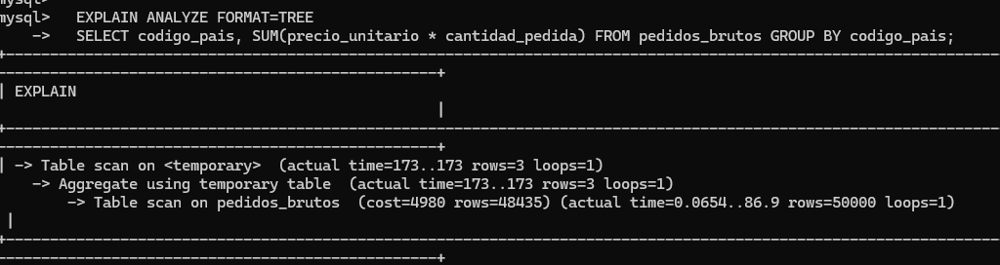 mysql>
mysql>   EXPLAIN ANALYZE FORMAT=TREE
    ->   SELECT codigo_pais, SUM(precio_unitario * cantidad_pedida) FROM pedidos_brutos GROUP BY codigo_pais;
| EXPLAIN
|
| -> Table scan on <temporary>  (actual time=173..173 rows=3 loops=1)
    -> Aggregate using temporary table  (actual time=173..173 rows=3 loops=1)
        -> Table scan on pedidos_brutos  (cost=4980 rows=48435) (actual time=0.0654..86.9 rows=50000 loops=1)
 |